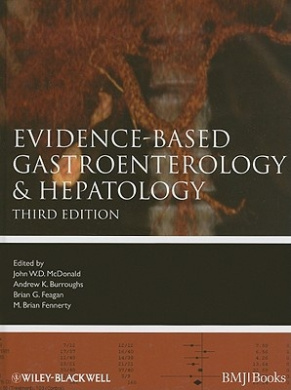 EVIDENCE-BASED
GASTROENTEROLOGY
& HEPATOLOGY
THIRD EDITION
Edited by
John W.D. McDonald
Andrew K. Burroughs
Brian G. Feagan
M. Brian Fennerty
WILEY-BLACKWELL
BMJ|Books